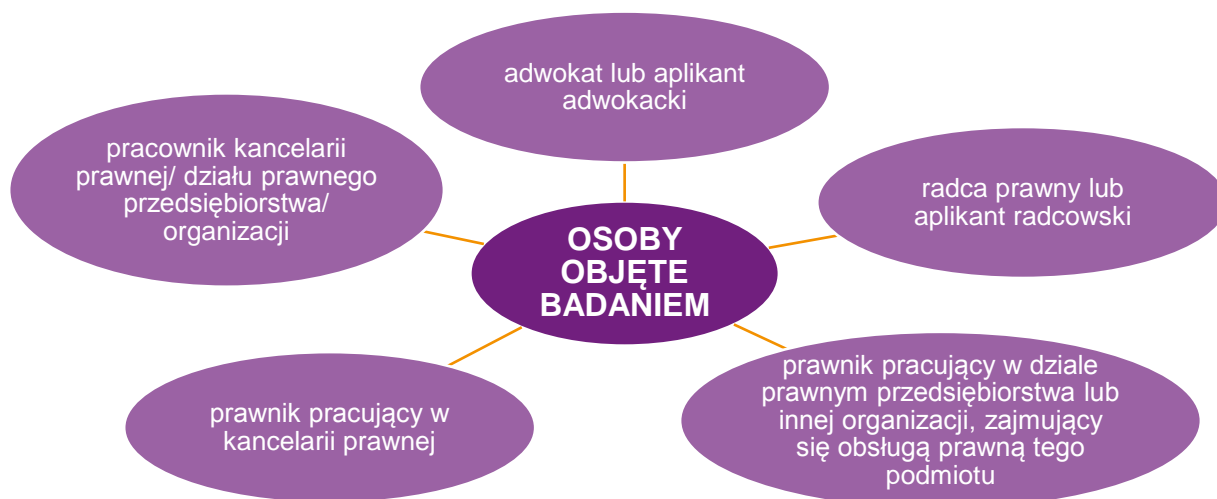 adwokat lub aplikant
adwokacki
pracownik kancelarii
prawnej/ działu prawnego
przedsiębiorstwa/
organizacji
radca prawny lub
aplikant radcowski
OSOBY
OBJĘTE
BADANIEM
prawnik pracujący w
kancelarii prawnej
prawnik pracujący w dziale
prawnym przedsiębiorstwa lub
innej organizacji, zajmujący
się obsługą prawną tego
podmiotu